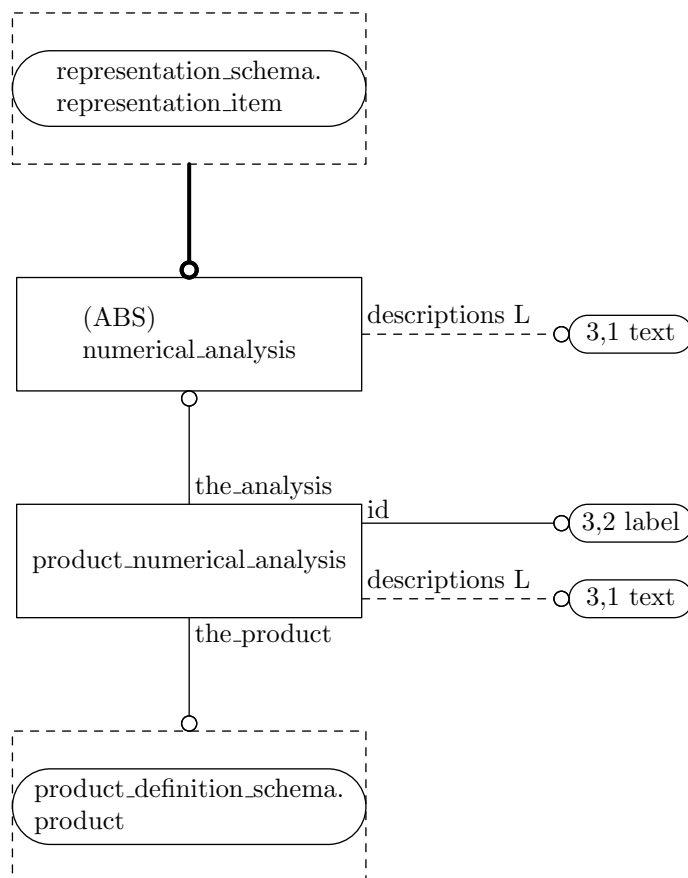 representation_schema.
representation_item
(ABS)
numerical_analysis
descriptions L
3,1 text
the_analysis
id
3,2 label
product_numerical_analysis
descriptions L
3,1 text
the_product
product_definition_schema.
product